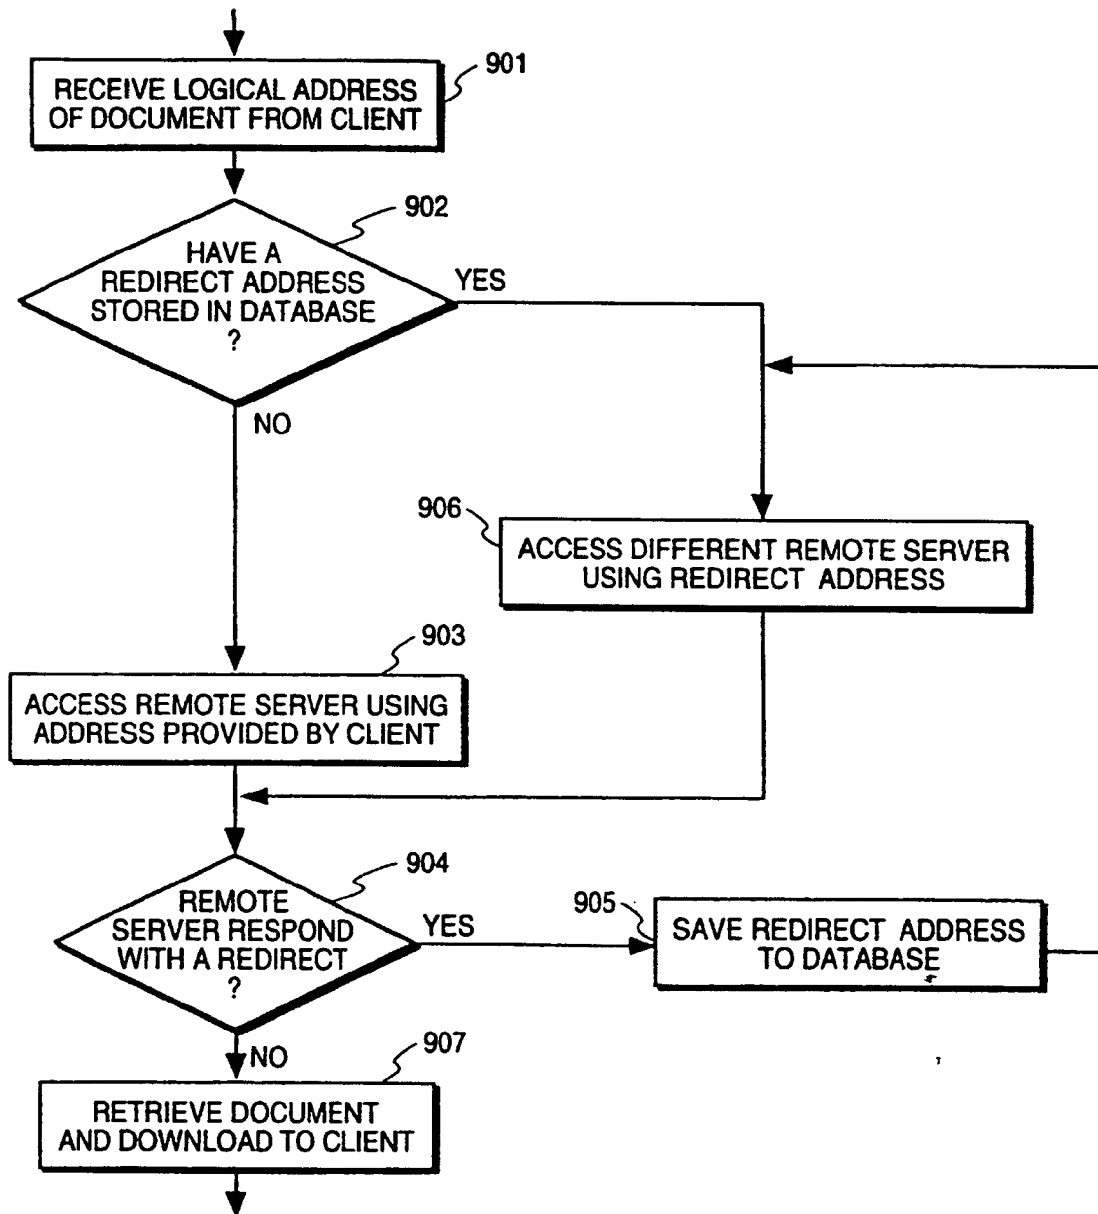 901
RECEIVE LOGICAL ADDRESS
OF DOCUMENT FROM CLIENT
902
HAVE A
REDIRECT ADDRESS
STORED IN DATABASE
?
YES
NO
906
ACCESS DIFFERENT REMOTE SERVER
USING REDIRECT ADDRESS
903
ACCESS REMOTE SERVER USING
ADDRESS PROVIDED BY CLIENT
904
REMOTE
SERVER RESPOND
WITH A REDIRECT
?
YES
905
SAVE REDIRECT ADDRESS
TO DATABASE
NO
907
RETRIEVE DOCUMENT
AND DOWNLOAD TO CLIENT